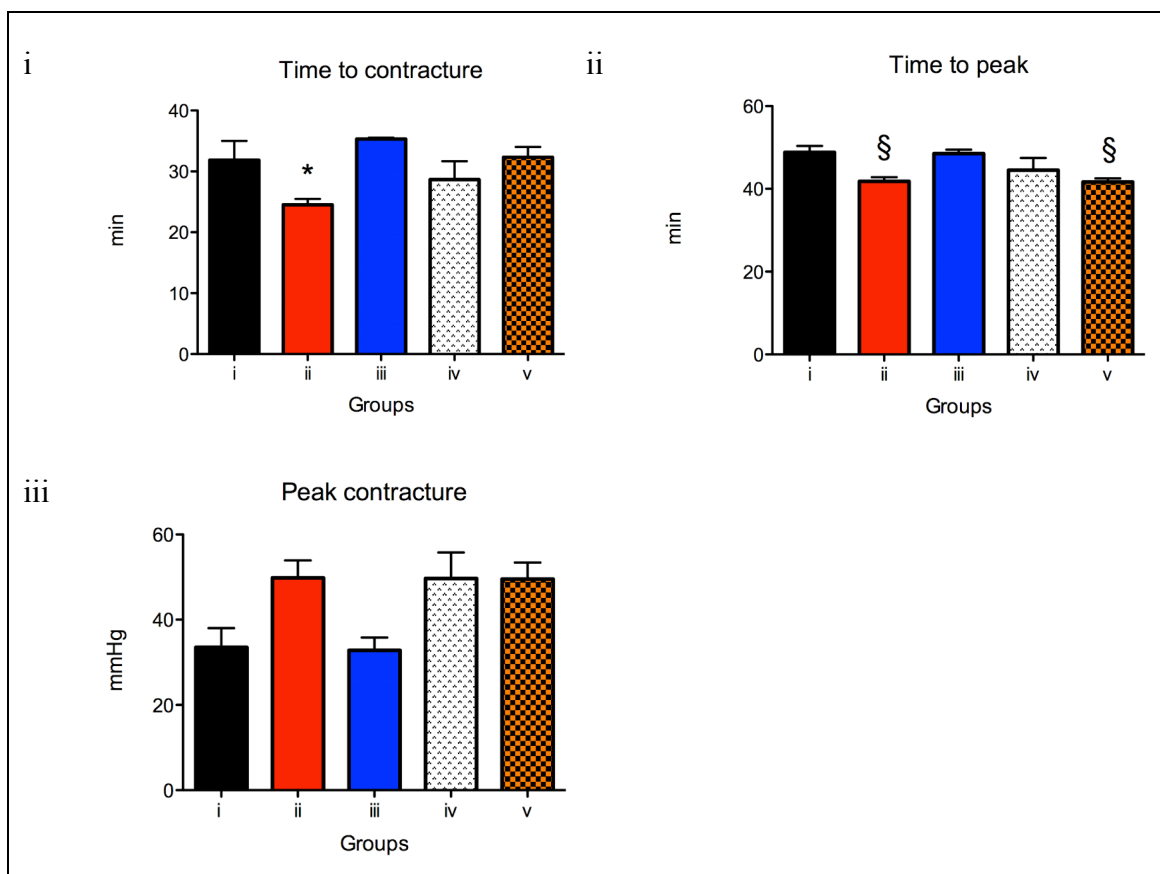 i
Time to contracture
40
30
20
10
0
min
*
i ii iii iv v
Groups
ii
Time to peak
60
40
20
0
min
§ §
i ii iii iv v
Groups
iii
Peak contracture
60
40
20
0
mmHg
i ii iii iv v
Groups